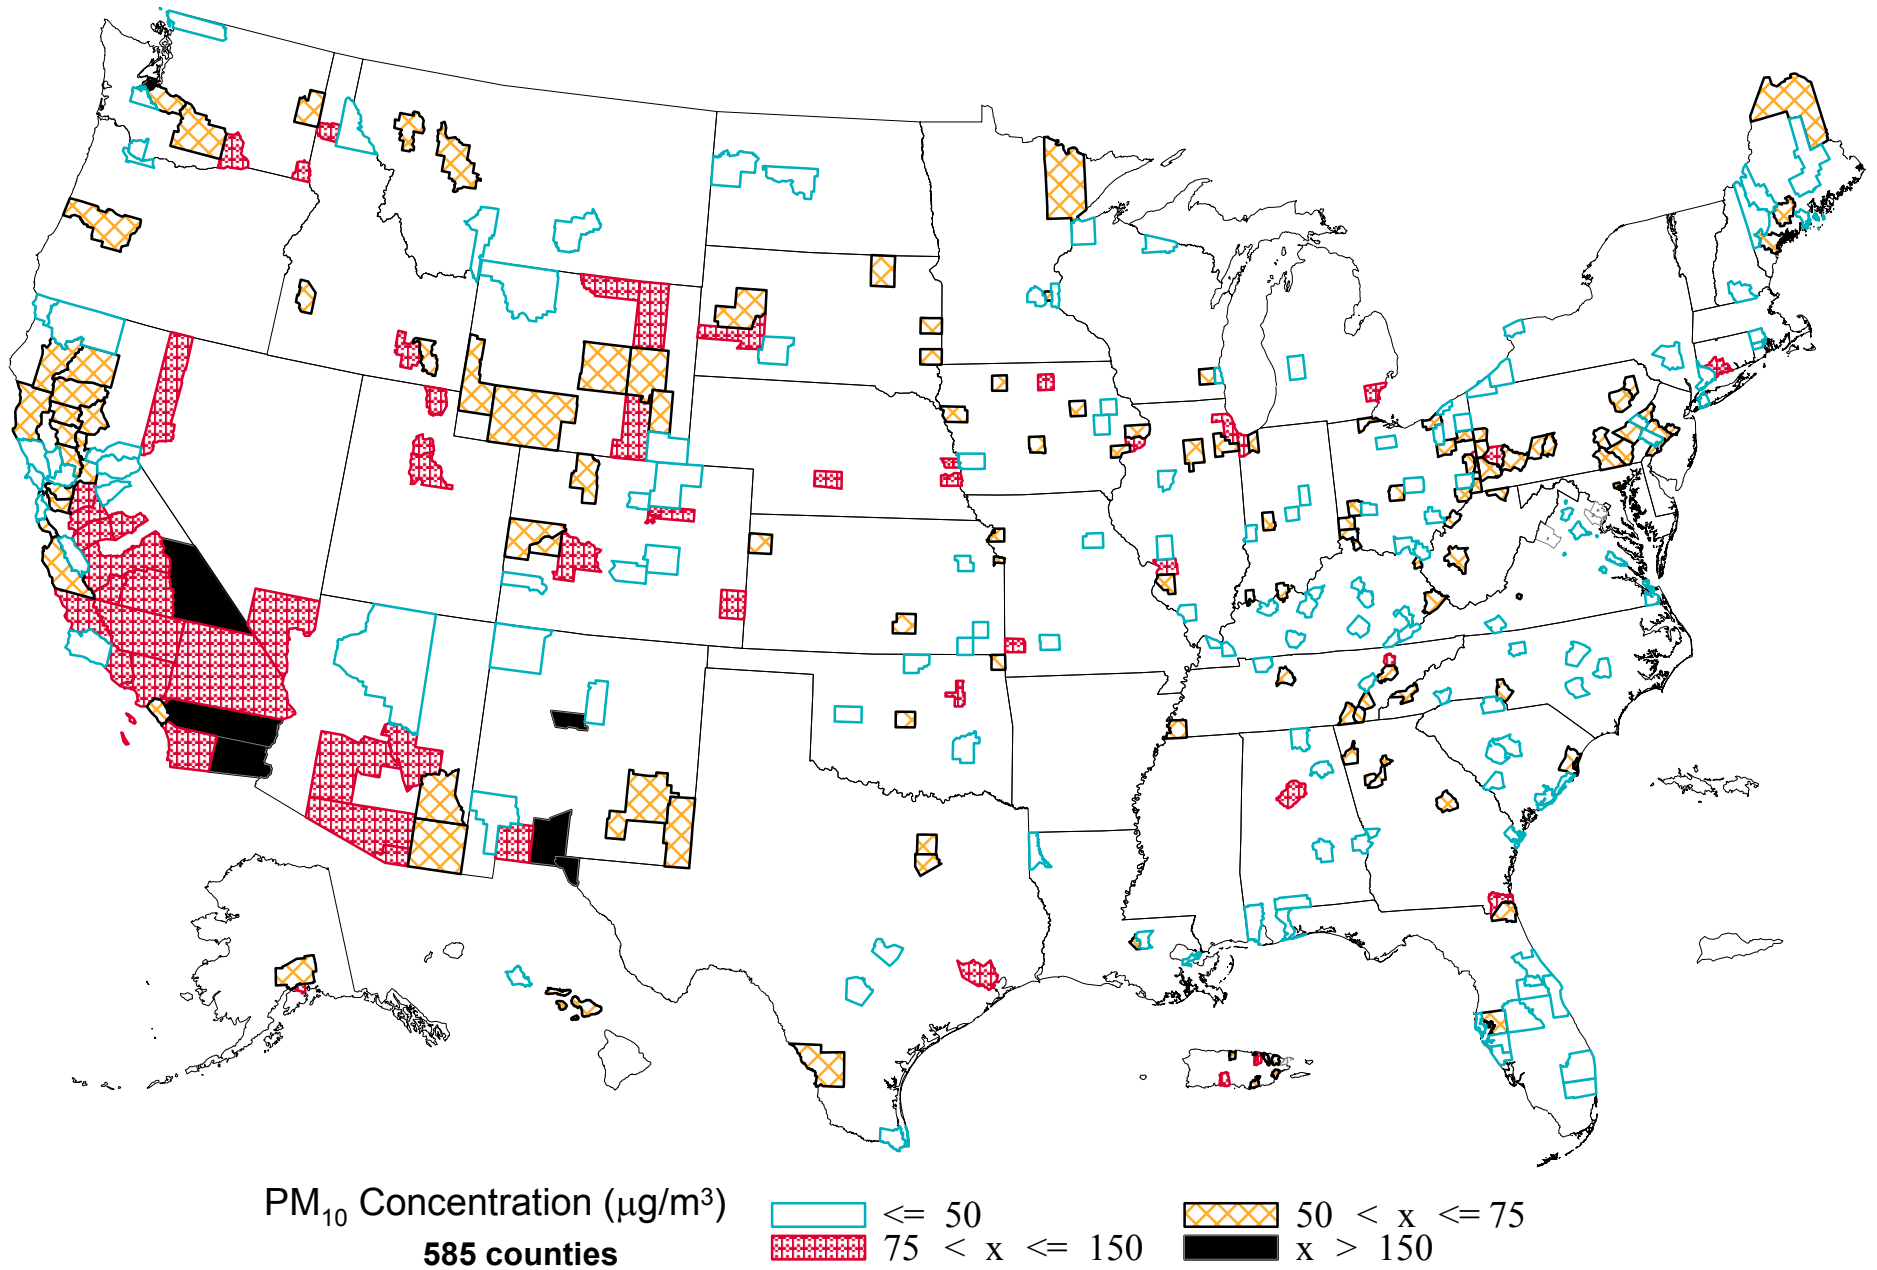 PM10 Concentration (μg/m³)
585 counties
<= 50
75 < x <= 150
50 < x <= 75
x > 150